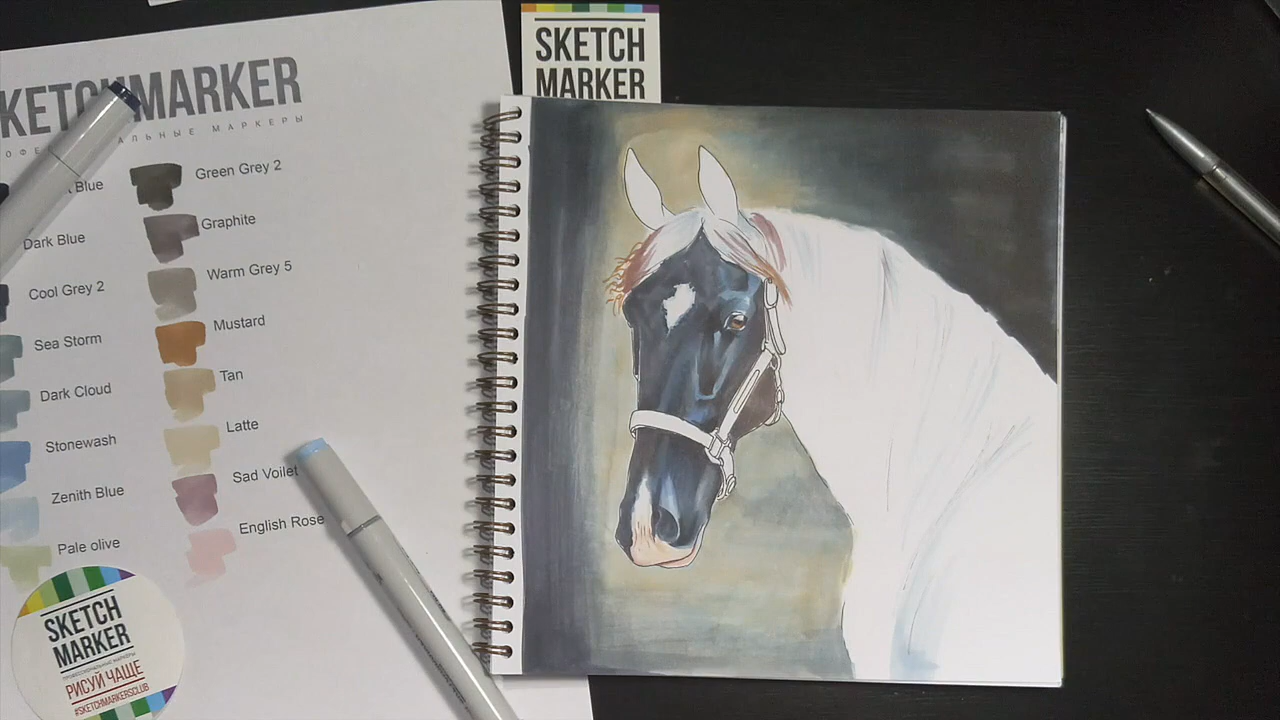 SKETCH
MARKER
KETCHMARKER
ЛЬНЫЕ МАРКЕРЫ
Blue
Green Grey 2
Dark Blue
Graphite
Cool Grey 2
Warm Grey 5
Sea Storm
Mustard
Dark Cloud
Tan
Stonewash
Latte
Zenith Blue
Sad Voilet
Pale olive
English Rose
SKETCH
MARKER
РИСУЙ ЧАЩЕ
#SKETCHMARKERSCLUB